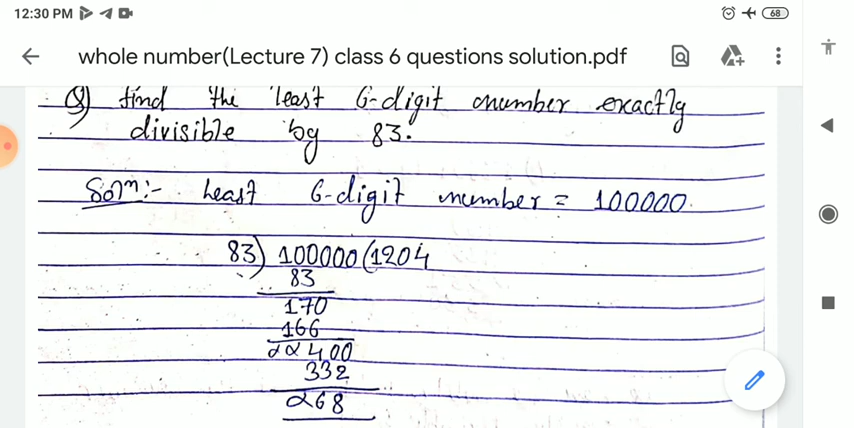 12:30 PM
68
whole number(Lecture 7) class 6 questions solution.pdf
Q) find the least 6-digit number exactly
divisible by 83.
Soln:- Least 6-digit number = 100000.
83) 100000 (1204
83
170
166
400
332
68